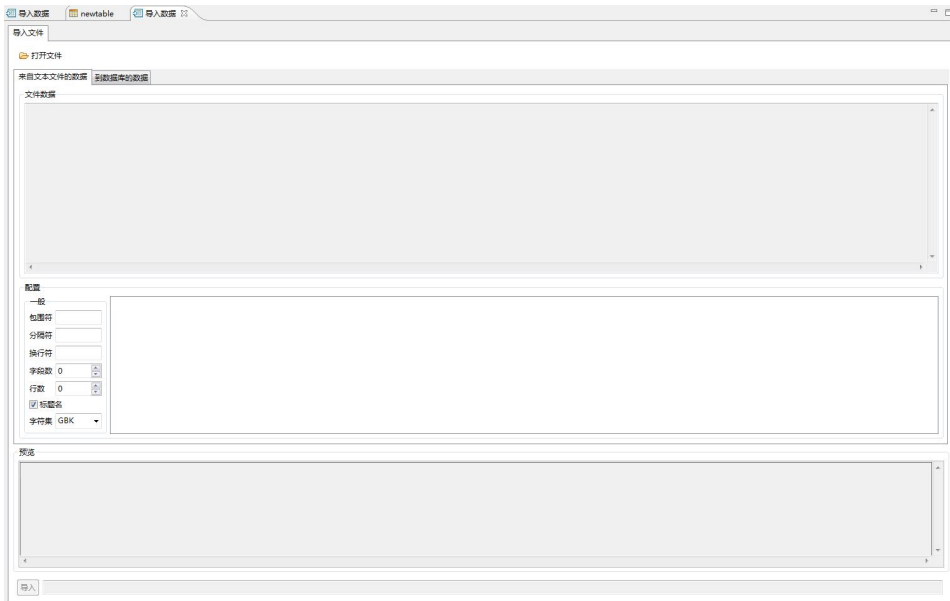 导入数据 newtable 导入数据
导入文件
打开文件
来自文本文件的数据 到数据库的数据
文件数据
配置
一般
包围符
分隔符
换行符
字段数 0
行数 0
标题名
字符集 GBK
预览
导入